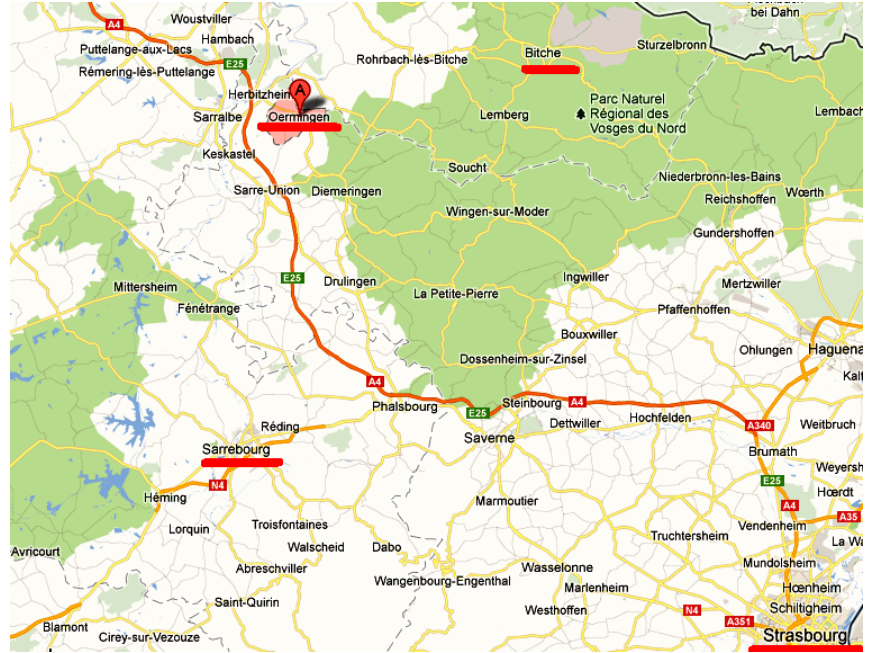 Woustviller
A4
Hambach
Puttelange-aux-Lacs
E25
Rémering-lès-Puttelange
Rohrbach-lès-Bitche
Bitche
Sturzelbronn
bei Dahn
Herbitzheim
A
Sarralbe
Oermingen
Lemberg
Parc Naturel
Régional des
Vosges du Nord
Lembach
Keskastel
Soucht
Sarre-Union
Diemeringen
Niederbronn-les-Bains
Reichshoffen
Wœrth
Wingen-sur-Moder
Gundershoffen
E25
Drulingen
Ingwiller
Mittersheim
La Petite-Pierre
Mertzwiller
Fénétrange
Pfaffenhoffen
Bouxwiller
Dossenheim-sur-Zinsel
Ohlungen
Haguena
Kalt
A4
Phalsbourg
E25
Steinbourg
A4
Dettwiller
Hochfelden
A340
Weitbruch
Réding
Saverne
Sarrebourg
Brumath
Weyersh
N4
Héming
E25
Hœrdt
Marmoutier
A4
A35
Lorquin
Troisfontaines
Vendenheim
Truchtersheim
La Wa
Avricourt
Walscheid
Dabo
Abreschviller
Wangenbourg-Engenthal
Wasselonne
Mundolsheim
Marlenheim
Hœnheim
Saint-Quirin
Westhoffen
N4
Schiltigheim
A351
Blamont
Cirey-sur-Vezouze
Strasbourg